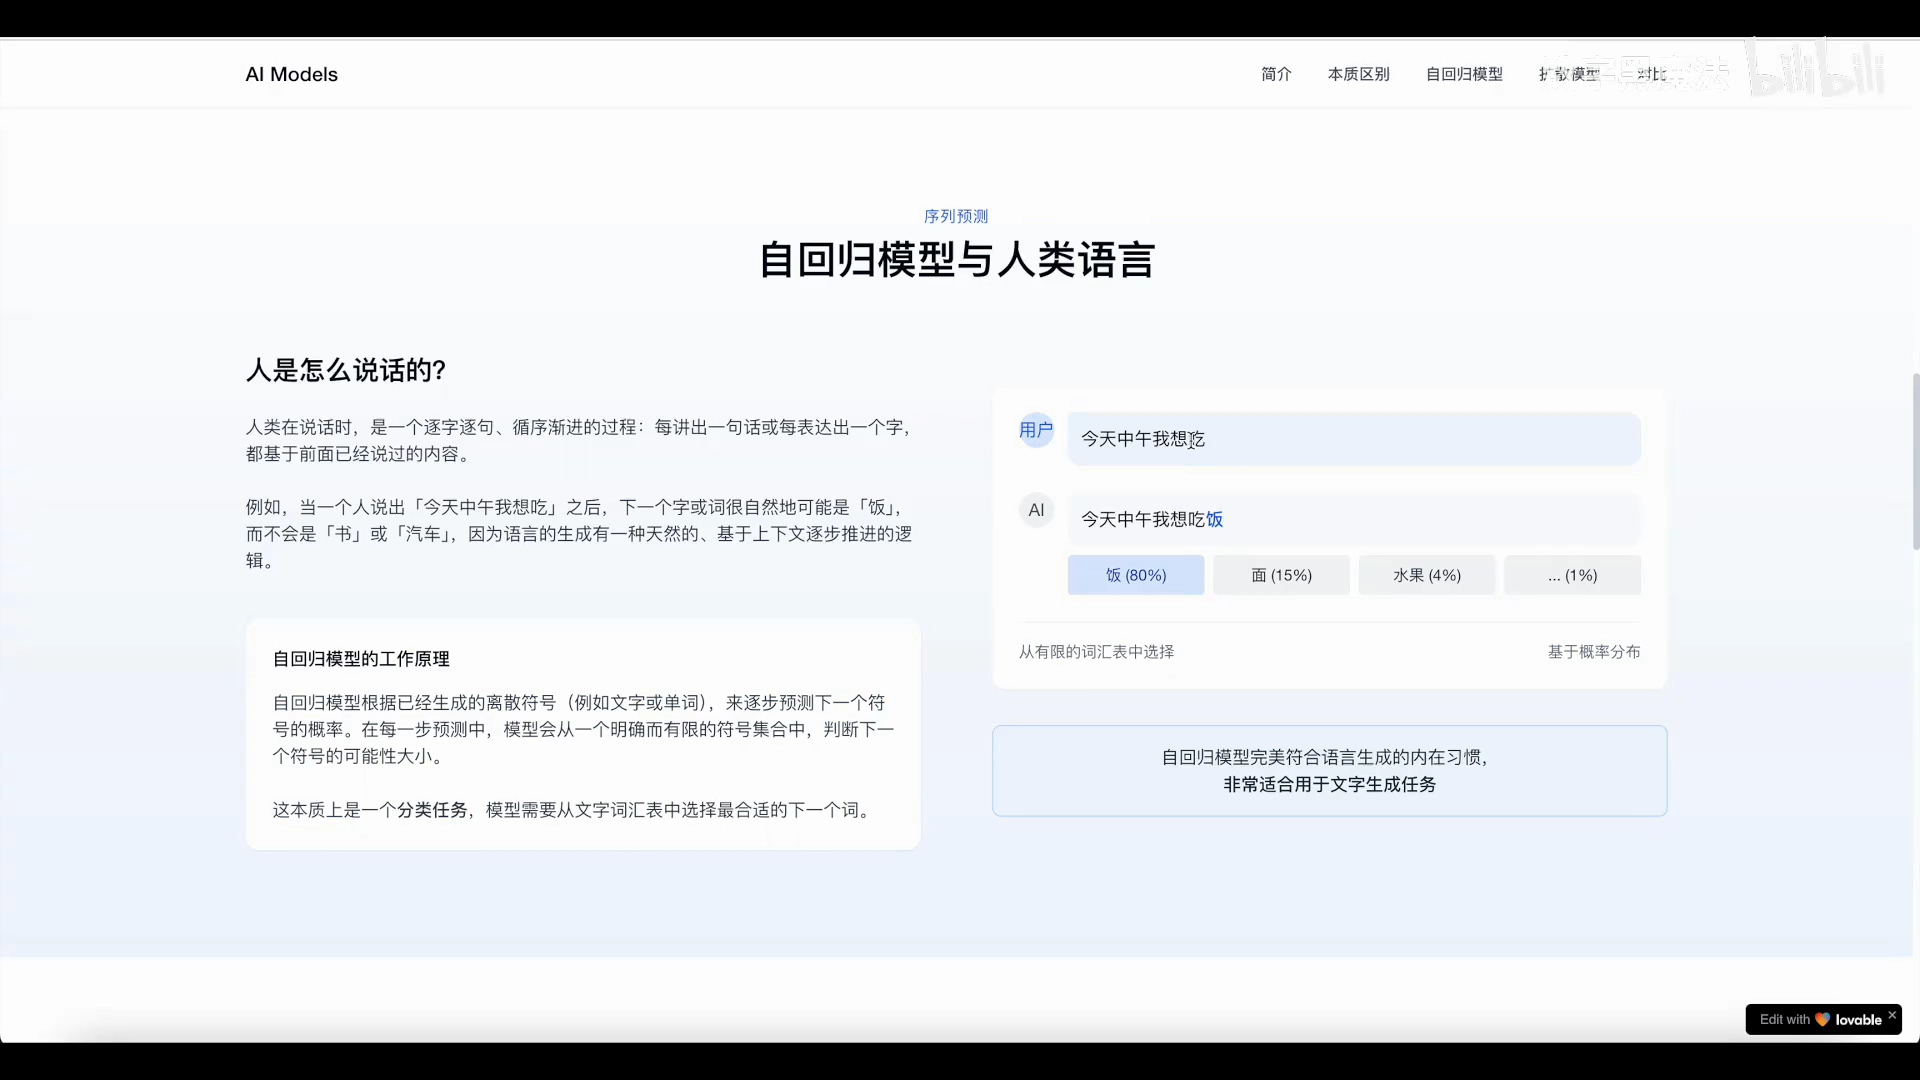 AI Models
简介 本质区别 自回归模型 扩散模型 对比
bilibili
序列预测
自回归模型与人类语言
人是怎么说话的?
人类在说话时，是一个逐字逐句、循序渐进的过程：每讲出一句话或每表达出一个字，
都基于前面已经说过的内容。
例如，当一个人说出「今天中午我想吃」之后，下一个字或词很自然地可能是「饭」，
而不会是「书」或「汽车」，因为语言的生成有一种天然的、基于上下文逐步推进的逻
辑。
自回归模型的工作原理
自回归模型根据已经生成的离散符号（例如文字或单词），来逐步预测下一个符
号的概率。在每一步预测中，模型会从一个明确而有限的符号集合中，判断下一
个符号的可能性大小。
这本质上是一个分类任务，模型需要从文字词汇表中选择最合适的下一个词。
用户
今天中午我想吃
AI
今天中午我想吃饭
饭 (80%) 面 (15%) 水果 (4%) ... (1%)
从有限的词汇表中选择 基于概率分布
自回归模型完美符合语言生成的内在习惯，
非常适合用于文字生成任务
Edit with lovable ×